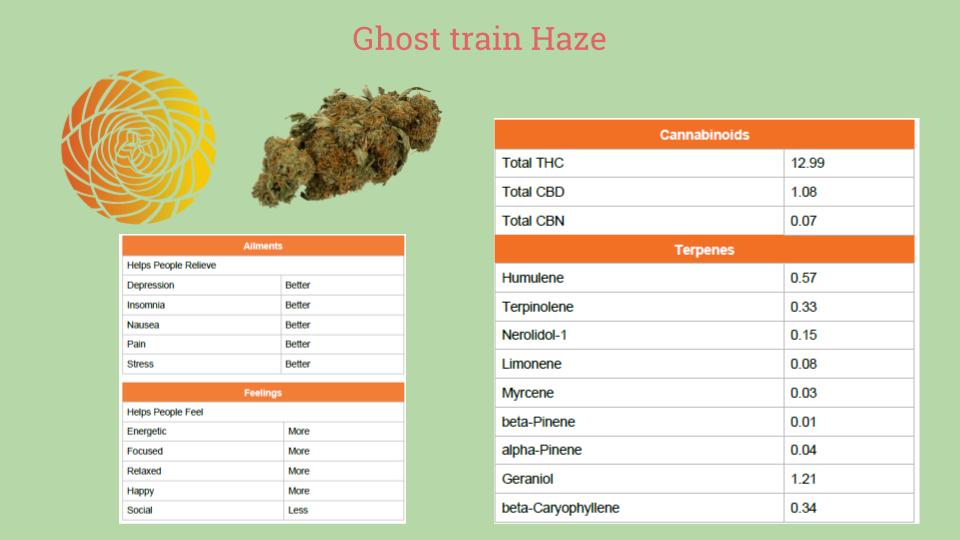 Ghost train Haze
Ailments
Helps People Relieve
Depression Better
Insomnia Better
Nausea Better
Pain Better
Stress Better
Feelings
Helps People Feel
Energetic More
Focused More
Relaxed More
Happy More
Social Less
Cannabinoids
Total THC 12.99
Total CBD 1.08
Total CBN 0.07
Terpenes
Humulene 0.57
Terpinolene 0.33
Nerolidol-1 0.15
Limonene 0.08
Myrcene 0.03
beta-Pinene 0.01
alpha-Pinene 0.04
Geraniol 1.21
beta-Caryophyllene 0.34